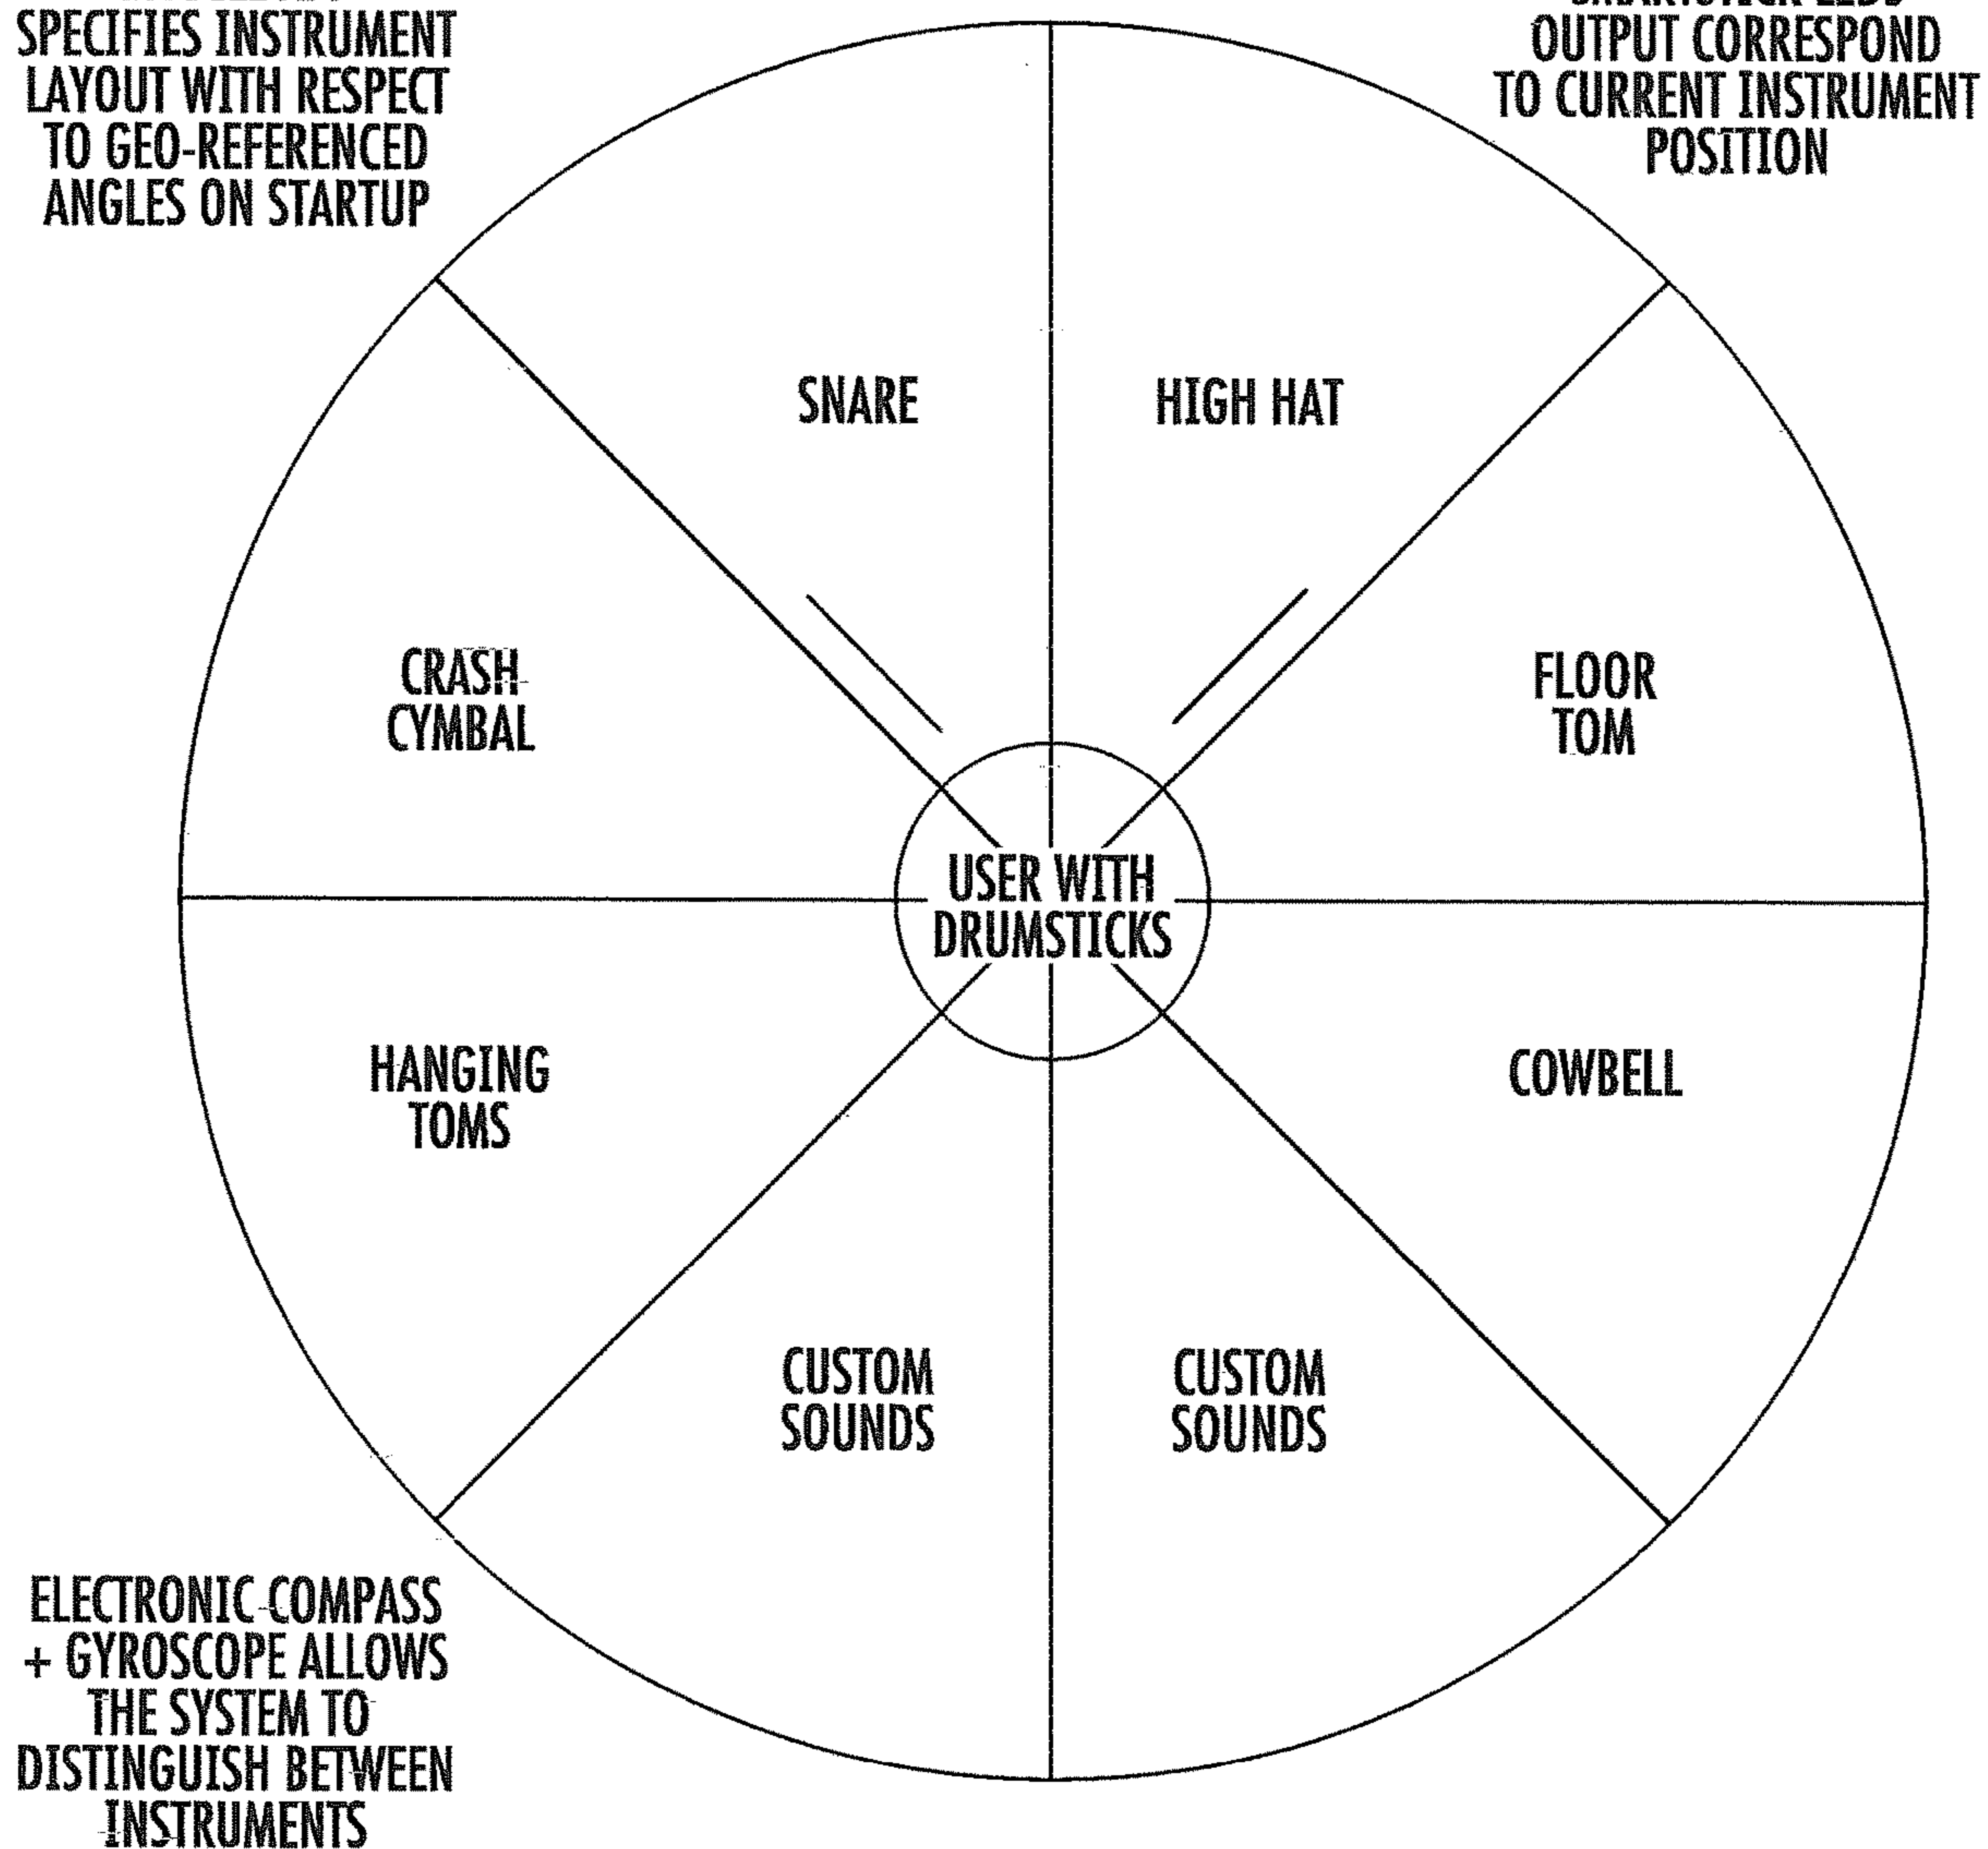 SPECIFIES INSTRUMENT
LAYOUT WITH RESPECT
TO GEO-REFERENCED
ANGLES ON STARTUP
OUTPUT CORRESPOND
TO CURRENT INSTRUMENT
POSITION
SNARE
HIGH HAT
CRASH
CYMBAL
FLOOR
TOM
USER WITH
DRUMSTICKS
HANGING
TOMS
COWBELL
CUSTOM
SOUNDS
CUSTOM
SOUNDS
ELECTRONIC COMPASS
+ GYROSCOPE ALLOWS
THE SYSTEM TO
DISTINGUISH BETWEEN
INSTRUMENTS